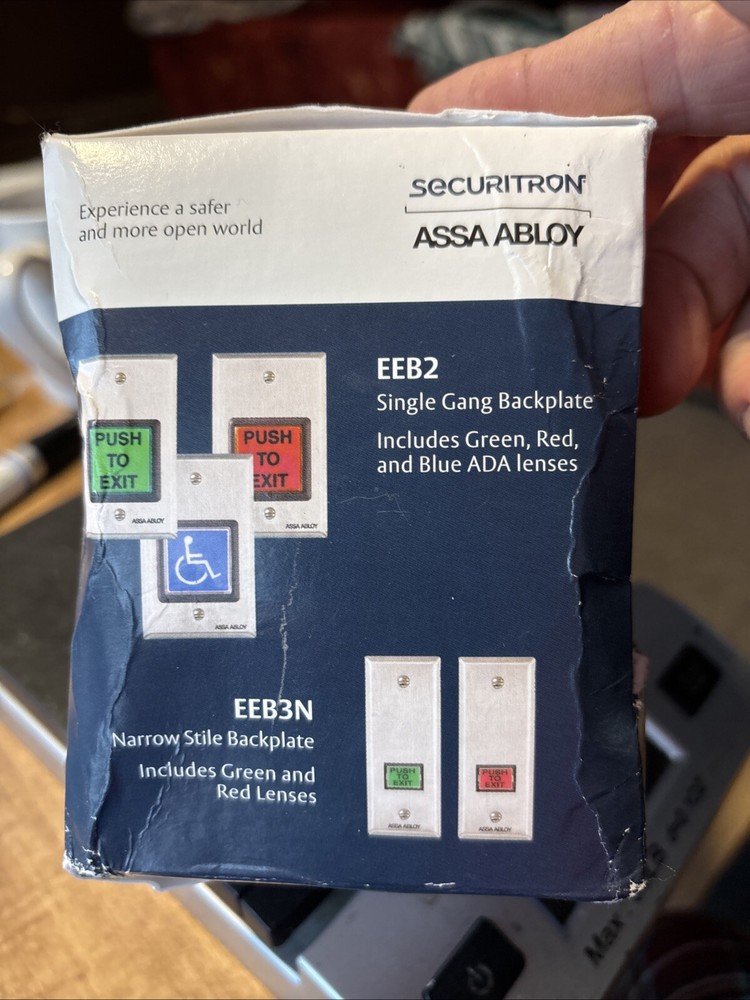 Experience a safer
and more open world
SECURITRON
ASSA ABLOY
EEB2
Single Gang Backplate
Includes Green, Red,
and Blue ADA lenses
PUSH
TO
EXIT
ASSA ABLOY
PUSH
TO
EXIT
ASSA ABLOY
ASSA ABLOY
EEB3N
Narrow Stile Backplate
Includes Green and
Red Lenses
PUSH
TO
EXIT
ASSA ABLOY
PUSH
TO
EXIT
ASSA ABLOY
Max